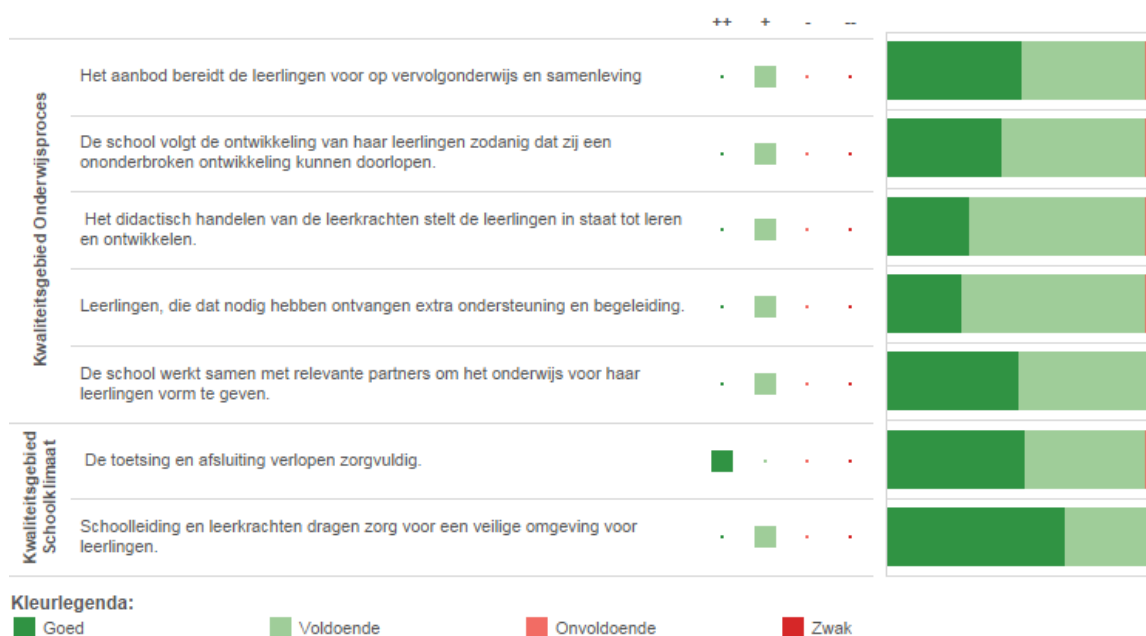 ++ + - --
Kwaliteitsgebied Onderwijsproces
Het aanbod bereidt de leerlingen voor op vervolgonderwijs en samenleving
De school volgt de ontwikkeling van haar leerlingen zodanig dat zij een
ononderbroken ontwikkeling kunnen doorlopen.
Het didactisch handelen van de leerkrachten stelt de leerlingen in staat tot leren
en ontwikkelen.
Leerlingen, die dat nodig hebben ontvangen extra ondersteuning en begeleiding.
De school werkt samen met relevante partners om het onderwijs voor haar
leerlingen vorm te geven.
Kwaliteitsgebied
Schoolklimaat
De toetsing en afsluiting verlopen zorgvuldig.
Schoolleiding en leerkrachten dragen zorg voor een veilige omgeving voor
leerlingen.
Kleurlegenda:
Goed Voldoende Onvoldoende Zwak